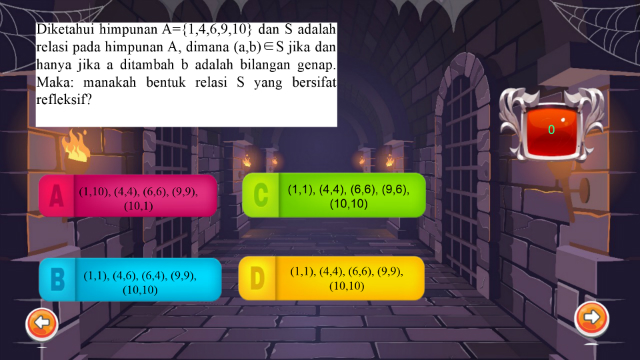 Diketahui himpunan A={1,4,6,9,10} dan S adalah
relasi pada himpunan A, dimana (a,b)∈S jika dan
hanya jika a ditambah b adalah bilangan genap.
Maka: manakah bentuk relasi S yang bersifat
refleksif?
0
A (1,10), (4,4), (6,6), (9,9),
(10,1)
C (1,1), (4,4), (6,6), (9,6),
(10,10)
B (1,1), (4,6), (6,4), (9,9),
(10,10)
D (1,1), (4,4), (6,6), (9,9),
(10,10)